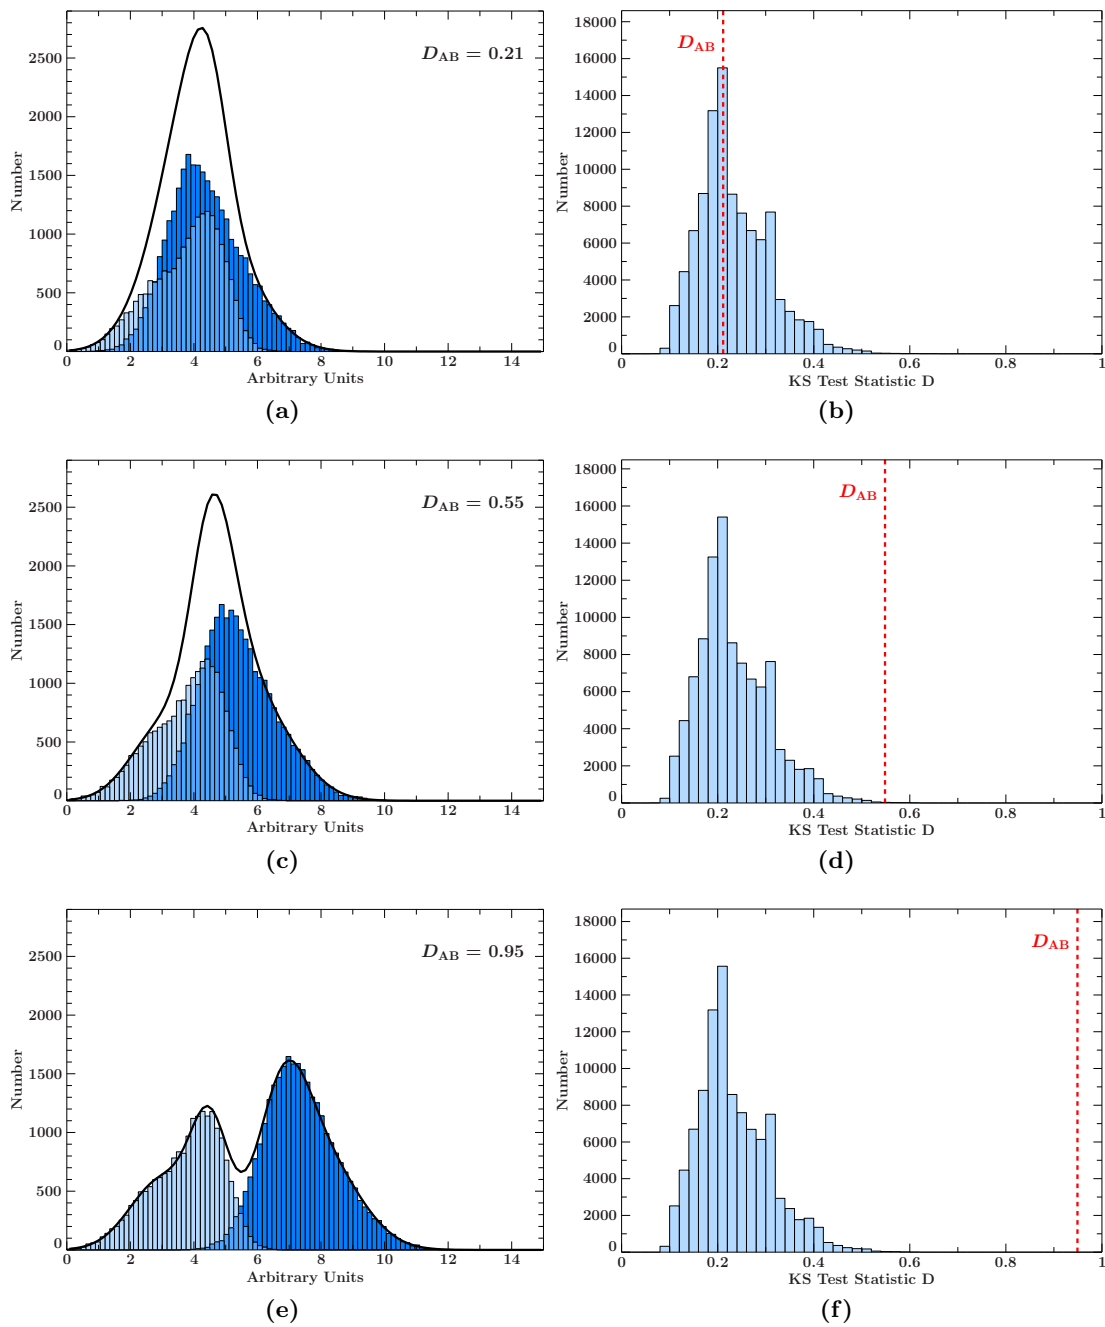 D_AB = 0.21
2500
2000
1500
1000
500
0
Number
0 2 4 6 8 10 12 14
Arbitrary Units
(a)
D_AB
18000
16000
14000
12000
10000
8000
6000
4000
2000
0
Number
0 0.2 0.4 0.6 0.8 1
KS Test Statistic D
(b)
D_AB = 0.55
2500
2000
1500
1000
500
0
Number
0 2 4 6 8 10 12 14
Arbitrary Units
(c)
D_AB
18000
16000
14000
12000
10000
8000
6000
4000
2000
0
Number
0 0.2 0.4 0.6 0.8 1
KS Test Statistic D
(d)
D_AB = 0.95
2500
2000
1500
1000
500
0
Number
0 2 4 6 8 10 12 14
Arbitrary Units
(e)
D_AB
18000
16000
14000
12000
10000
8000
6000
4000
2000
0
Number
0 0.2 0.4 0.6 0.8 1
KS Test Statistic D
(f)